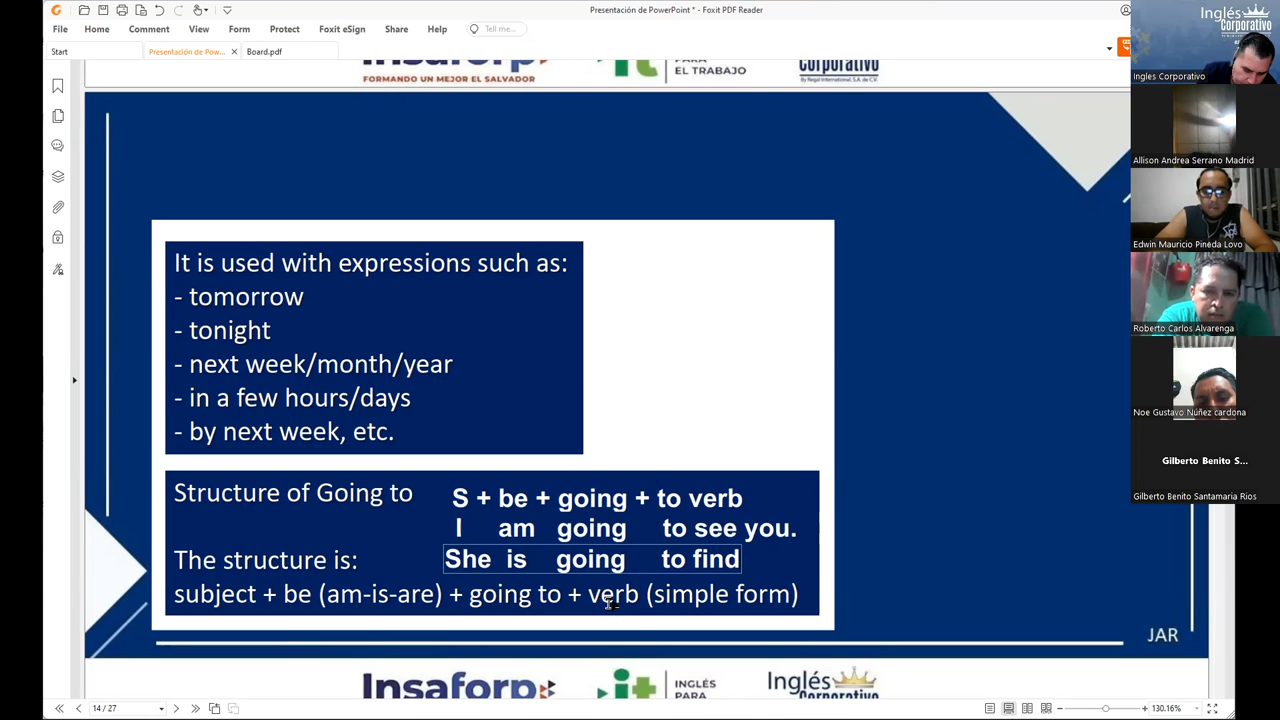 Presentación de PowerPoint * - Foxit PDF Reader
File Home Comment View Form Protect Foxit eSign Share Help Tell me...
Start Presentación de Pow... Board.pdf
Insaforp
FORMANDO UN MEJOR EL SALVADOR
it
PARA
EL TRABAJO
Corporativo
By Regal International, S.A. de C.V.
It is used with expressions such as:
- tomorrow
- tonight
- next week/month/year
- in a few hours/days
- by next week, etc.
Structure of Going to
S + be + going + to verb
I am going to see you.
She is going to find
The structure is:
subject + be (am-is-are) + going to + verb (simple form)
JAR
Insaforp
it
INGLÉS
PARA
Inglés
Corporativo
14 / 27
130.16%
Inglés
Corporativo
Ingles Corporativo
Allison Andrea Serrano Madrid
Edwin Mauricio Pineda Lovo
Roberto Carlos Alvarenga
Noe Gustavo Núñez cardona
Gilberto Benito S...
Gilberto Benito Santamaria Rios